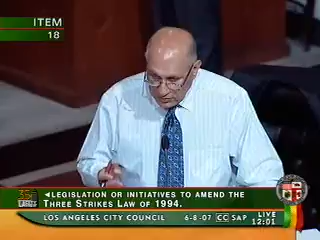 ITEM
18
◄LEGISLATION OR INITIATIVES TO AMEND THE
THREE STRIKES LAW OF 1994.
LIVE
LOS ANGELES CITY COUNCIL 6-8-07 CC SAP 12:01